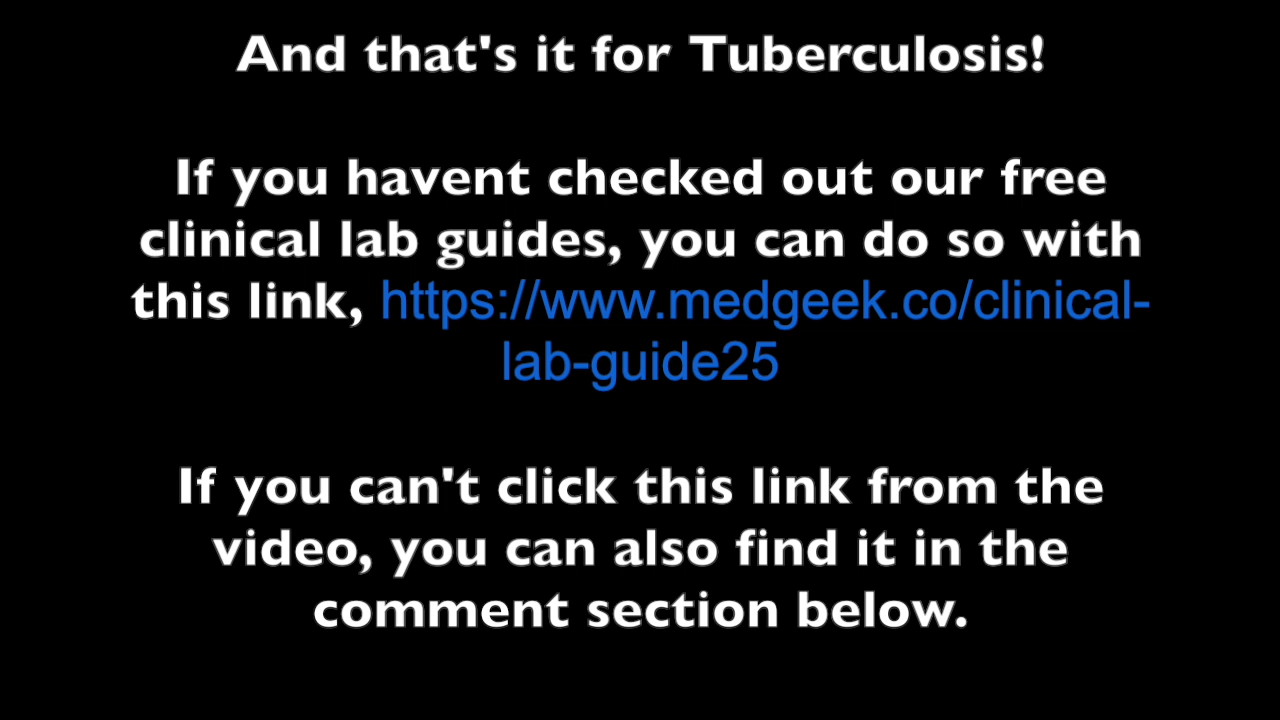 And that's it for Tuberculosis!
If you havent checked out our free
clinical lab guides, you can do so with
this link, https://www.medgeek.co/clinical-
lab-guide25
If you can't click this link from the
video, you can also find it in the
comment section below.